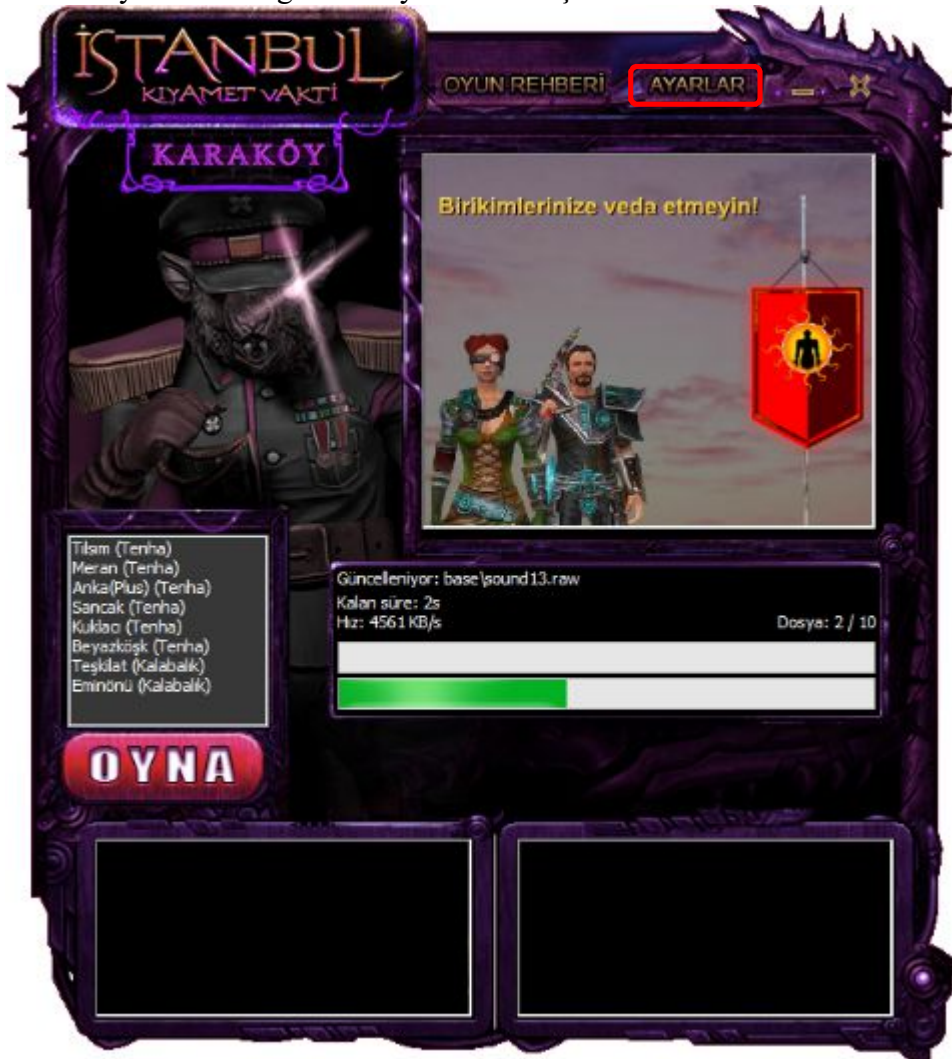 İSTANBUL
KIYAMET VAKTİ
KARAKÖY
OYUN REHBERİ
AYARLAR
Birikimlerinize veda etmeyin!
Tılsım (Tenha)
Meran (Tenha)
Anka(Plus) (Tenha)
Sancak (Tenha)
Kuklacı (Tenha)
Beyazköşk (Tenha)
Teşkilat (Kalabalık)
Eminönü (Kalabalık)
Güncelleniyor: base\sound13.raw
Kalan süre: 2s
Hız: 4561 KB/s
Dosya: 2 / 10
OYNA